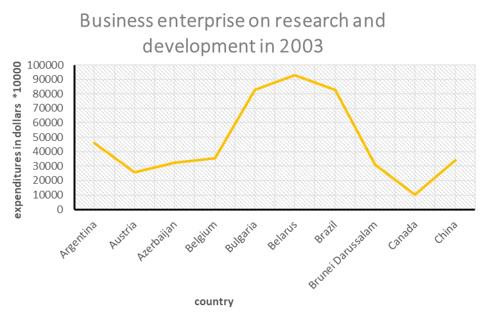 Business enterprise on research and
development in 2003
expenditures in dollars *10000
100000
90000
80000
70000
60000
50000
40000
30000
20000
10000
0
Argentina
Austria
Azerbaijan
Belgium
Bulgaria
Belarus
Brazil
Brunei Darussalam
Canada
China
country